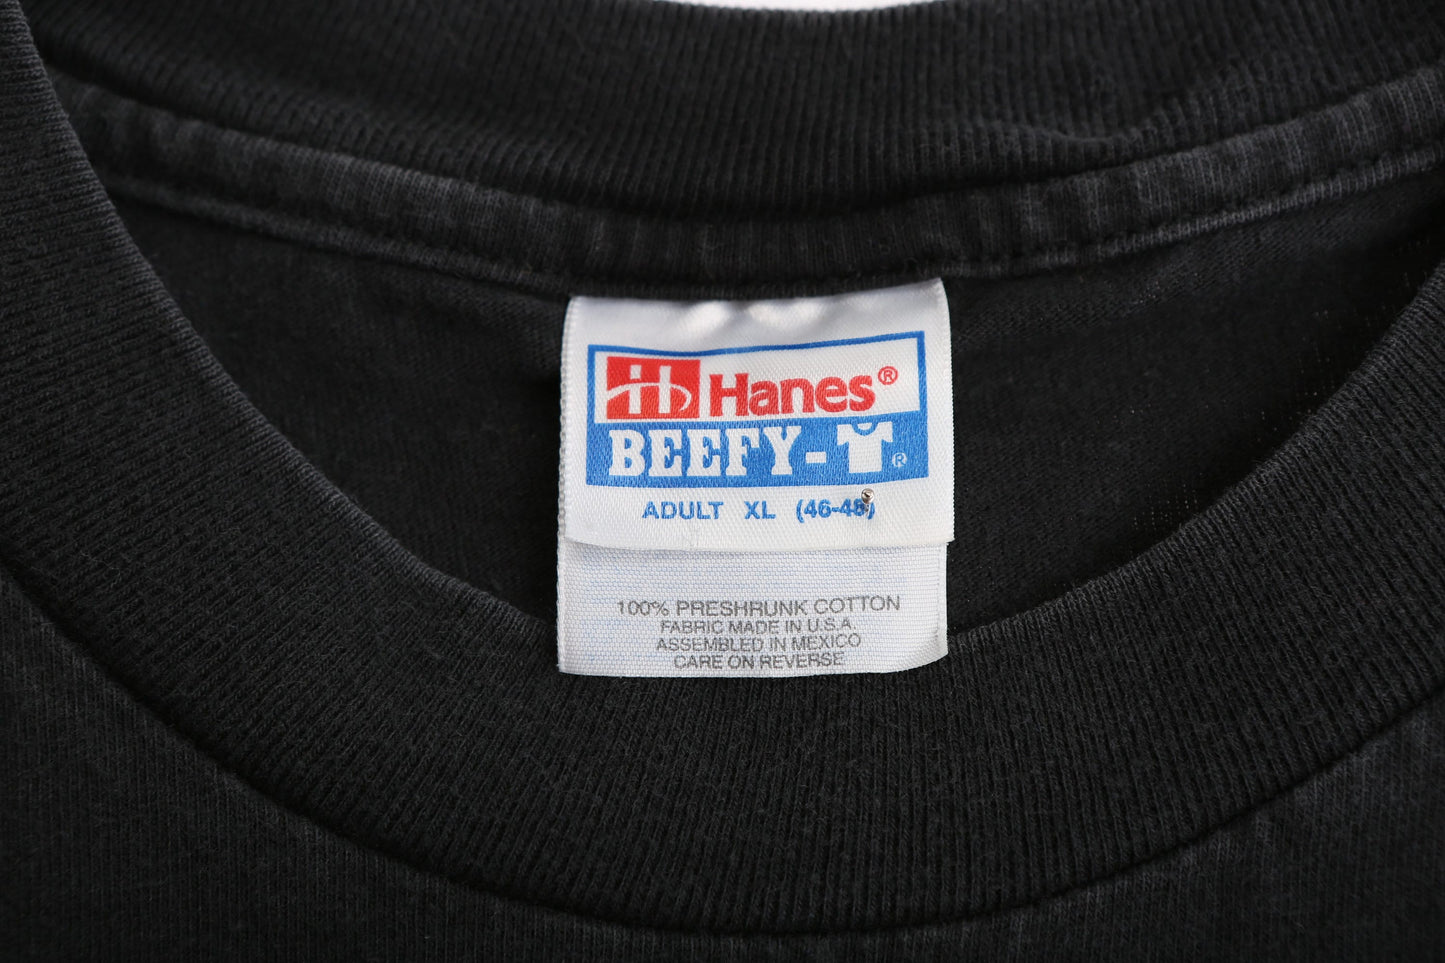 Hanes®
BEEFY-T®
ADULT XL (46-48)
100% PRESHRUNK COTTON
FABRIC MADE IN U.S.A.
ASSEMBLED IN MEXICO
CARE ON REVERSE